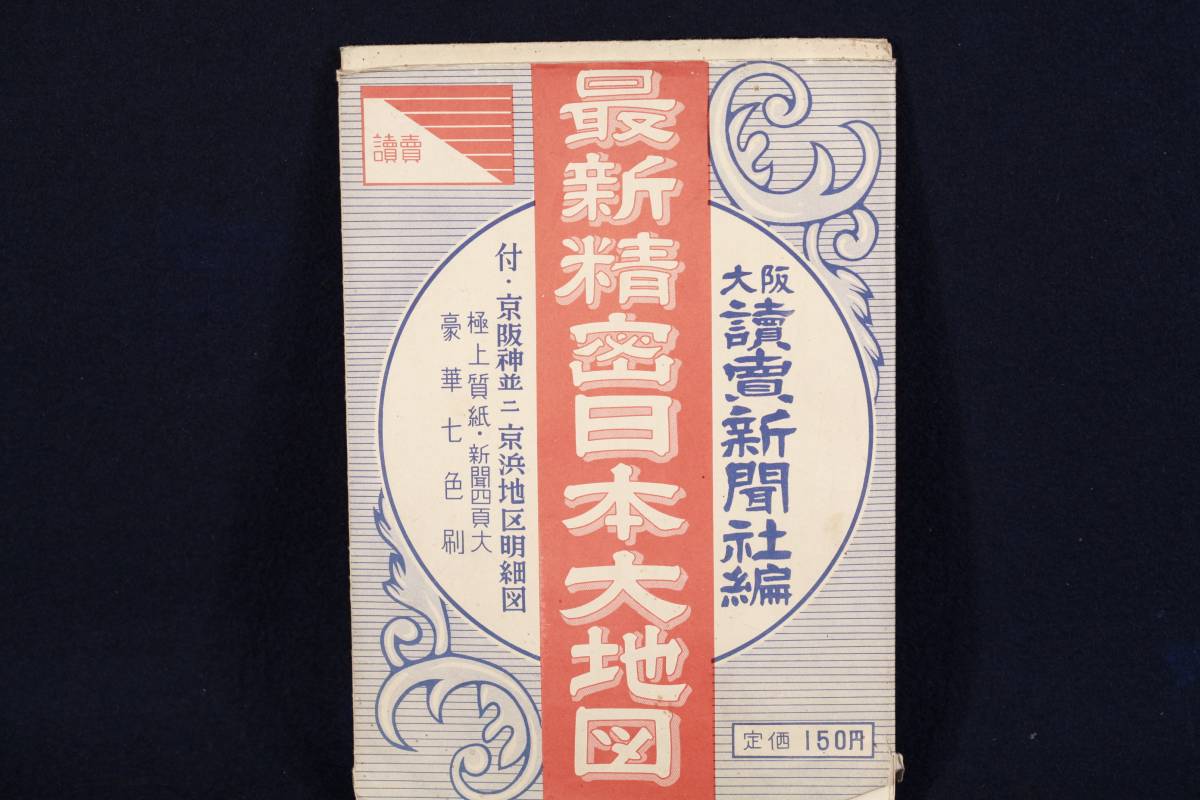 大阪
讀賣新聞社編
最新精密日本大地図
付・京阪神並ニ京浜地区明細図
極上質紙・新聞四頁大
豪華七色刷
讀賣
定価 150円